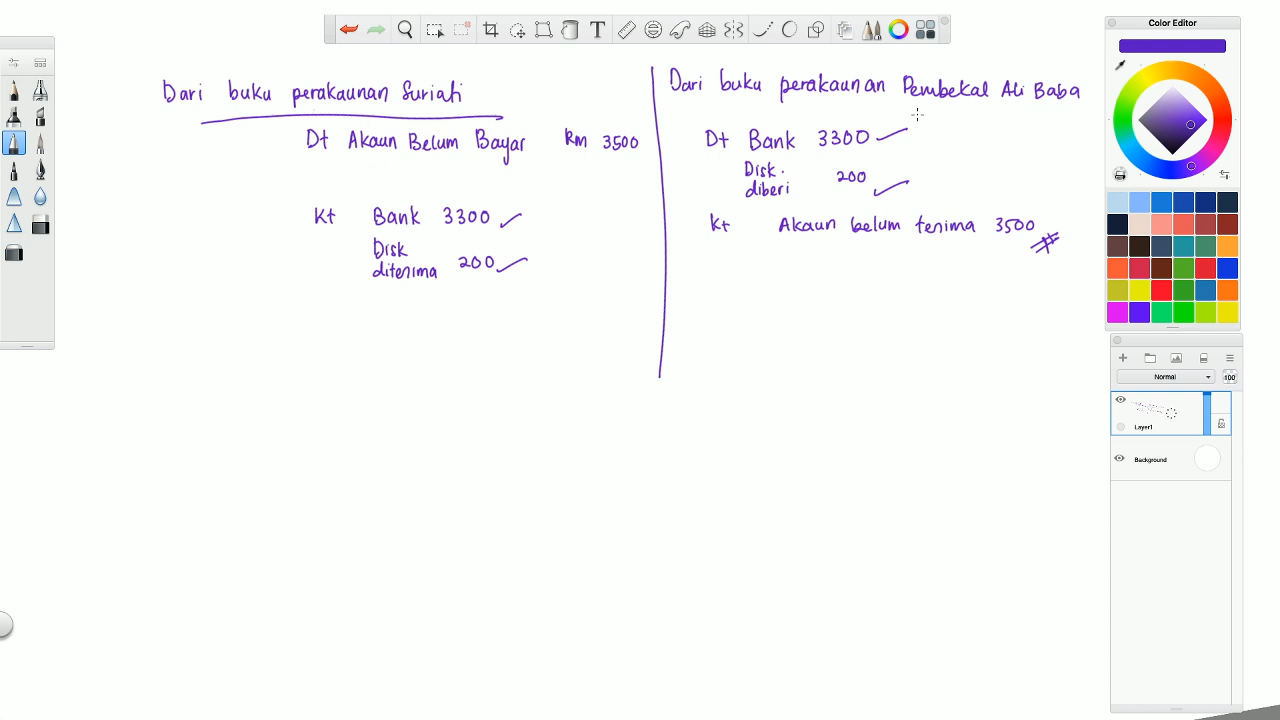 Dari buku perakaunan Suriati
Dt Akaun Belum Bayar RM 3500
Kt Bank 3300
Disk
diterima 200
Dari buku perakaunan Pembekal Ali Baba
Dt Bank 3300
Disk.
diberi 200
Kt Akaun belum terima 3500
Color Editor
Normal
100
Layer1
Background